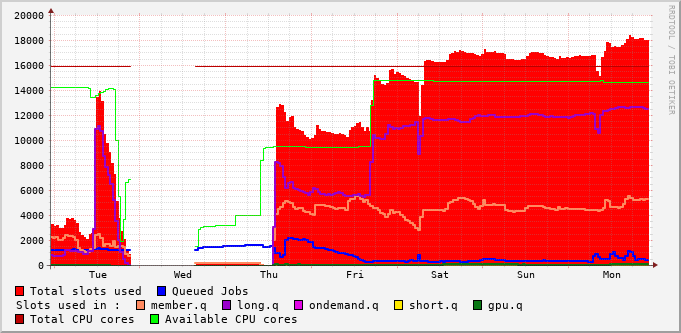 20000
18000
16000
14000
12000
10000
8000
6000
4000
2000
0
Tue Wed Thu Fri Sat Sun Mon
RRDTOOL / TOBI OETIKER
Total slots used Queued Jobs
Slots used in : member.q long.q ondemand.q short.q gpu.q
Total CPU cores Available CPU cores